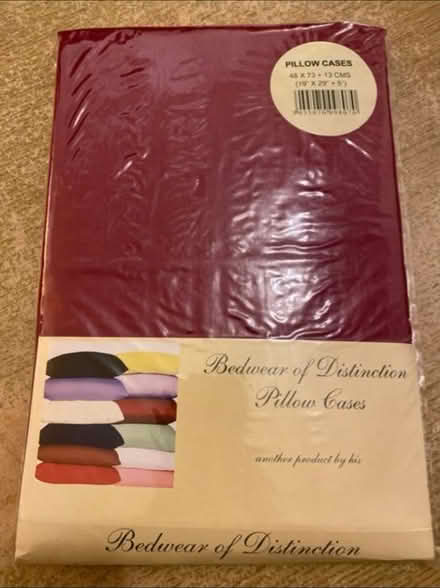 PILLOW CASES
48 X 73 + 13 CMS
(19" X 29" + 5")
Bedwear of Distinction
Pillow Cases
another product by his
Bedwear of Distinction